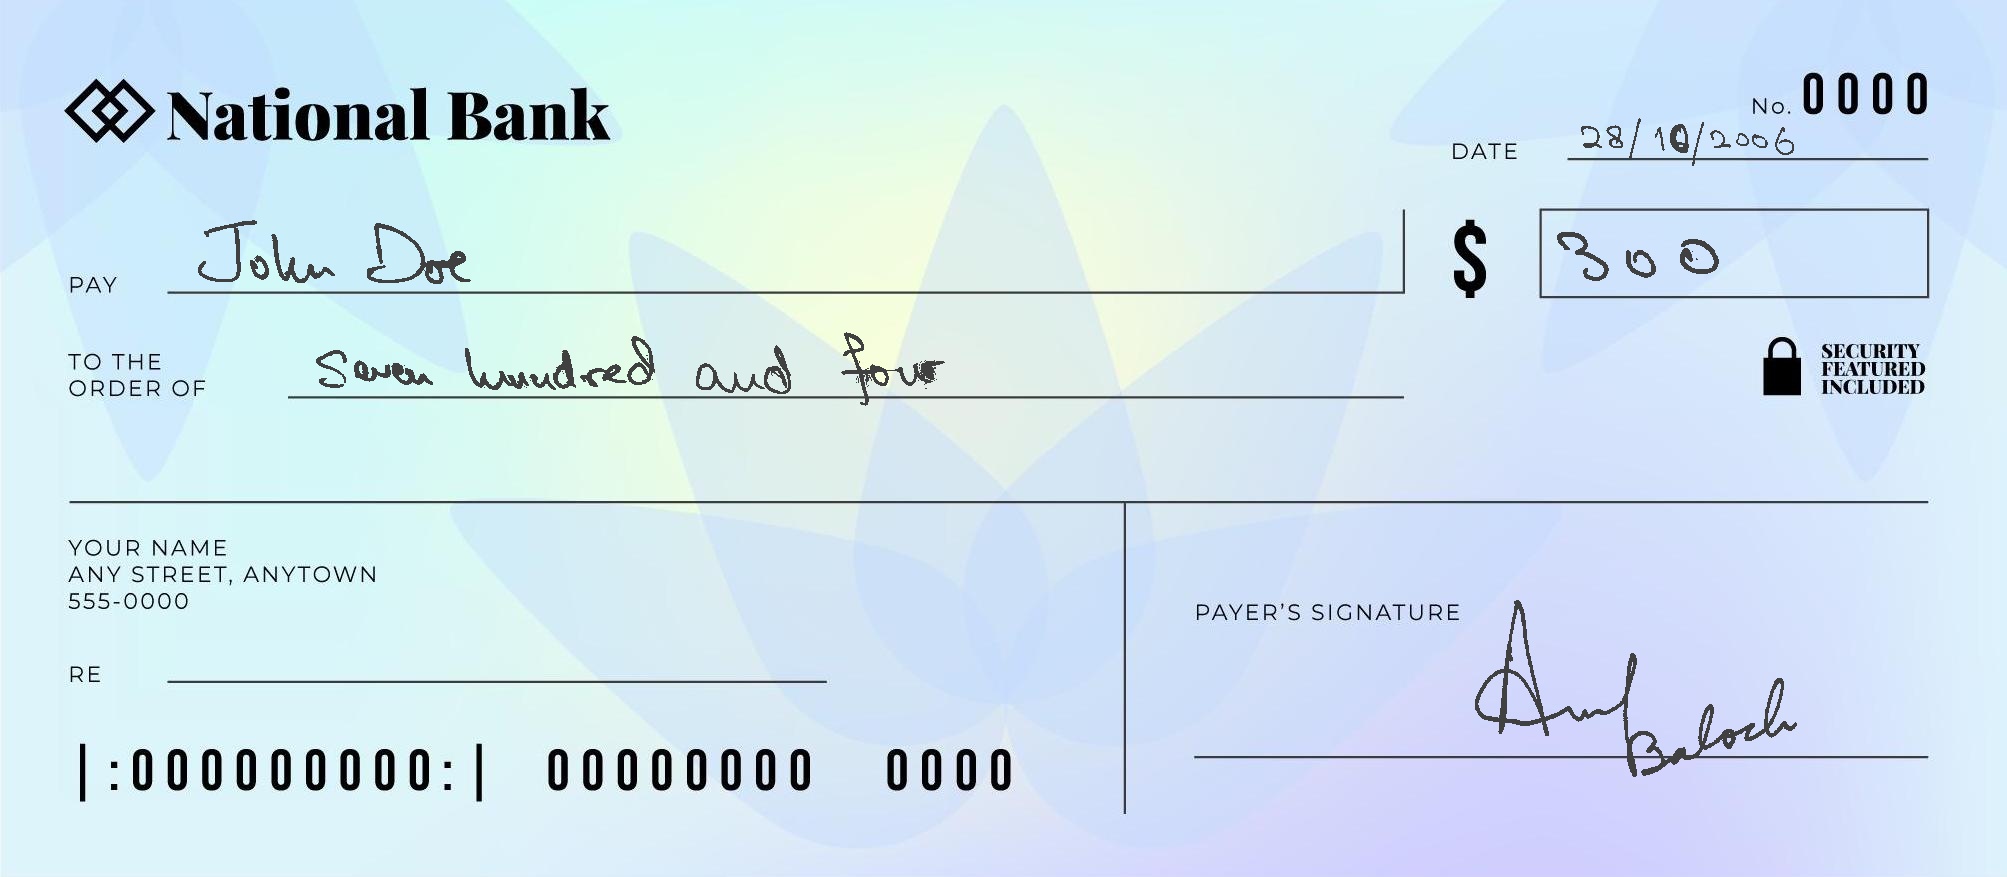 National Bank
No. 0000
DATE 28/10/2006
PAY John Doe $ 300
TO THE
ORDER OF Seven hundred and four
SECURITY
FEATURED
INCLUDED
YOUR NAME
ANY STREET, ANYTOWN
555-0000
PAYER'S SIGNATURE
Baloch
RE
|:000000000:| 00000000 0000